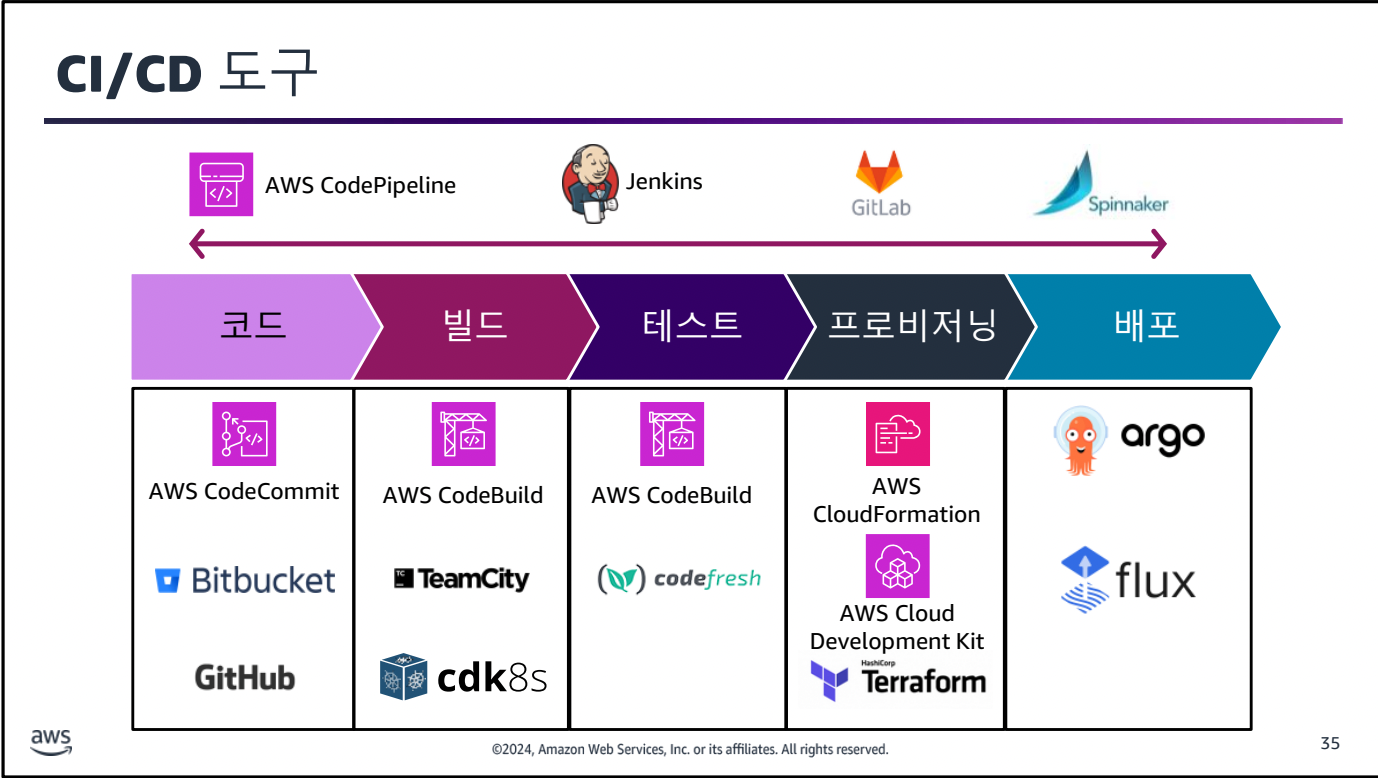 CI/CD 도구
AWS CodePipeline
Jenkins
GitLab
Spinnaker
코드
빌드
테스트
프로비저닝
배포
AWS CodeCommit
Bitbucket
GitHub
AWS CodeBuild
TC
TeamCity
cdk8s
AWS CodeBuild
codefresh
AWS
CloudFormation
AWS Cloud
Development Kit
HashiCorp
Terraform
argo
flux
aws
©2024, Amazon Web Services, Inc. or its affiliates. All rights reserved.
35